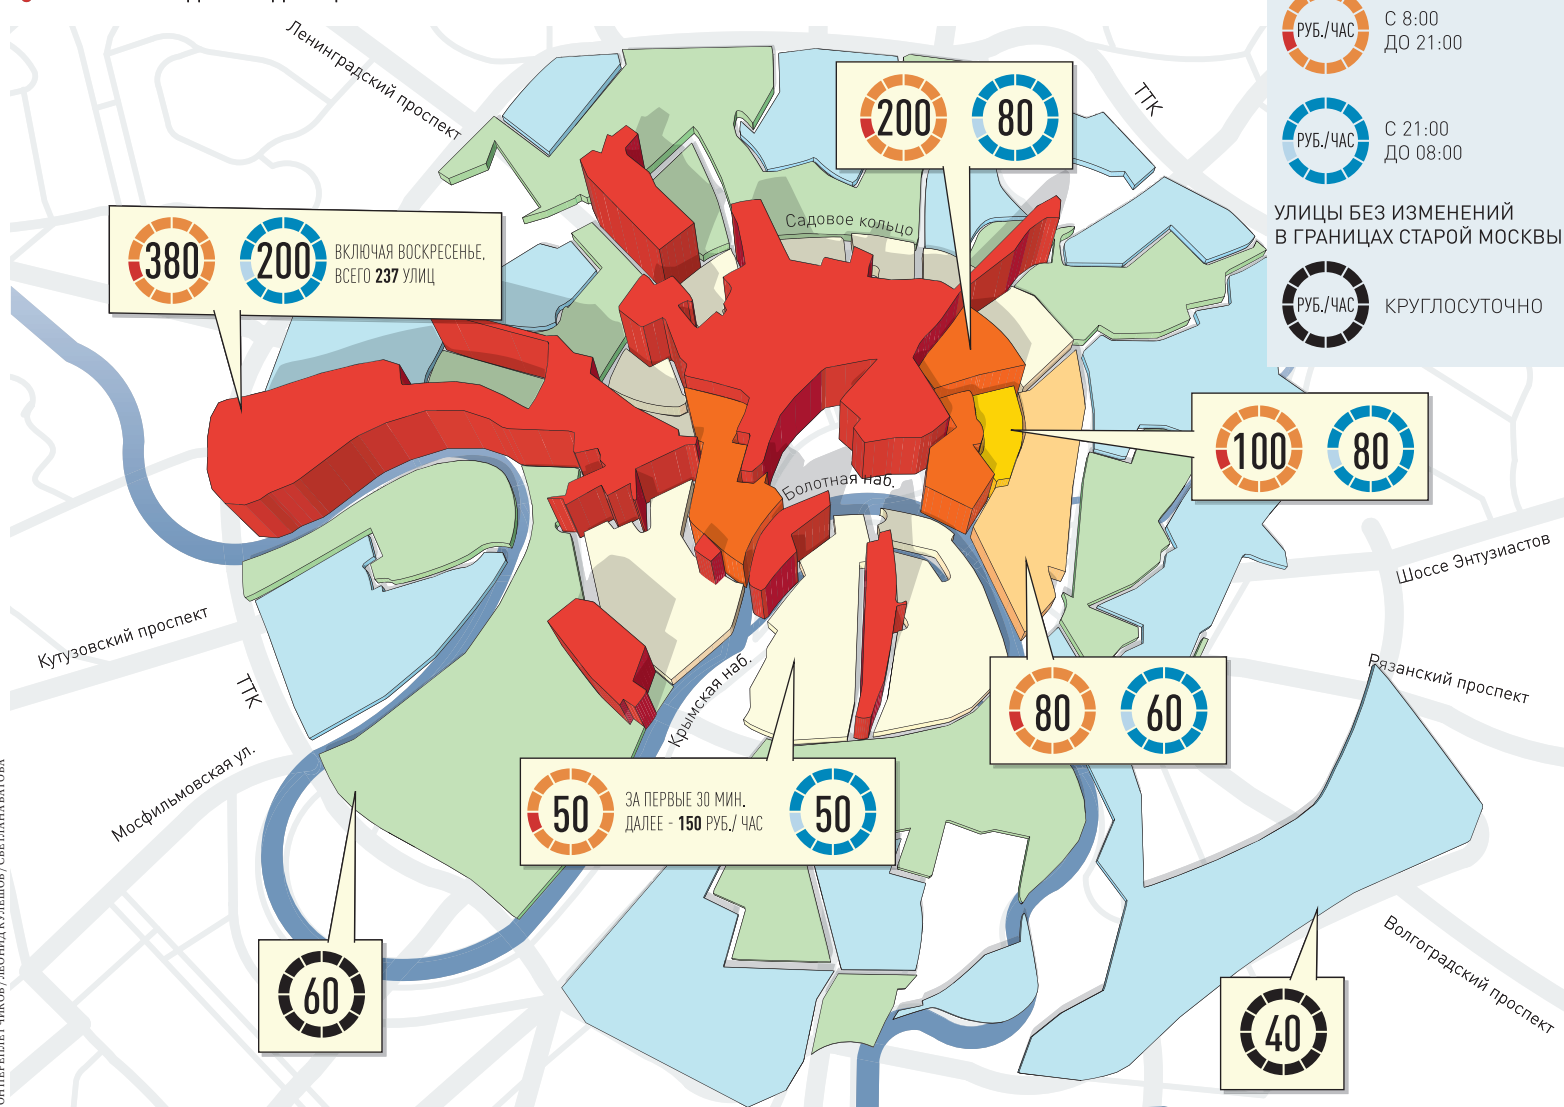 РУБ./ЧАС
С 8:00
ДО 21:00
РУБ./ЧАС
С 21:00
ДО 08:00
УЛИЦЫ БЕЗ ИЗМЕНЕНИЙ
В ГРАНИЦАХ СТАРОЙ МОСКВЫ
РУБ./ЧАС
КРУГЛОСУТОЧНО
Ленинградский проспект
ТТК
200 80
Садовое кольцо
380 200
ВКЛЮЧАЯ ВОСКРЕСЕНЬЕ,
ВСЕГО 237 УЛИЦ
100 80
Болотная наб.
Шоссе Энтузиастов
Кутузовский проспект
ТТК
Рязанский проспект
Крымская наб.
80 60
Мосфильмовская ул.
50
ЗА ПЕРВЫЕ 30 МИН.
ДАЛЕЕ - 150 РУБ./ ЧАС
50
60
Волгоградский проспект
40